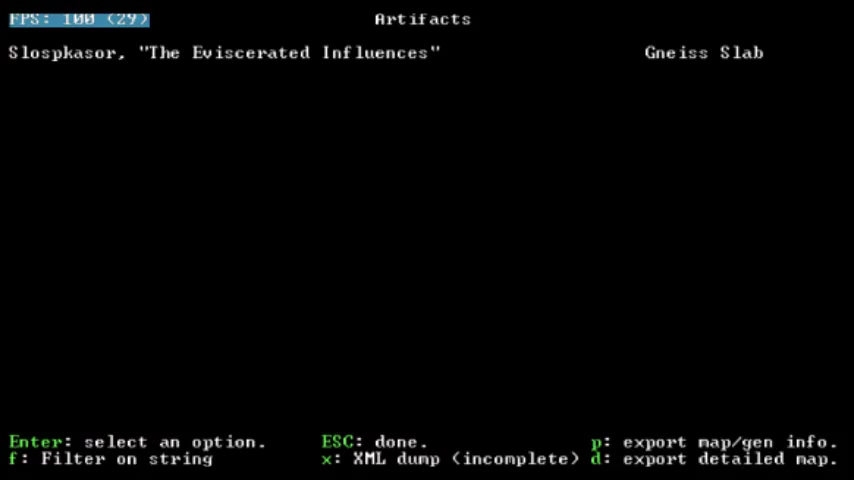 FPS: 100 (29) Artifacts
Slospkasor, "The Eviscerated Influences" Gneiss Slab
Enter: select an option. ESC: done. p: export map/gen info.
f: Filter on string x: XML dump (incomplete) d: export detailed map.